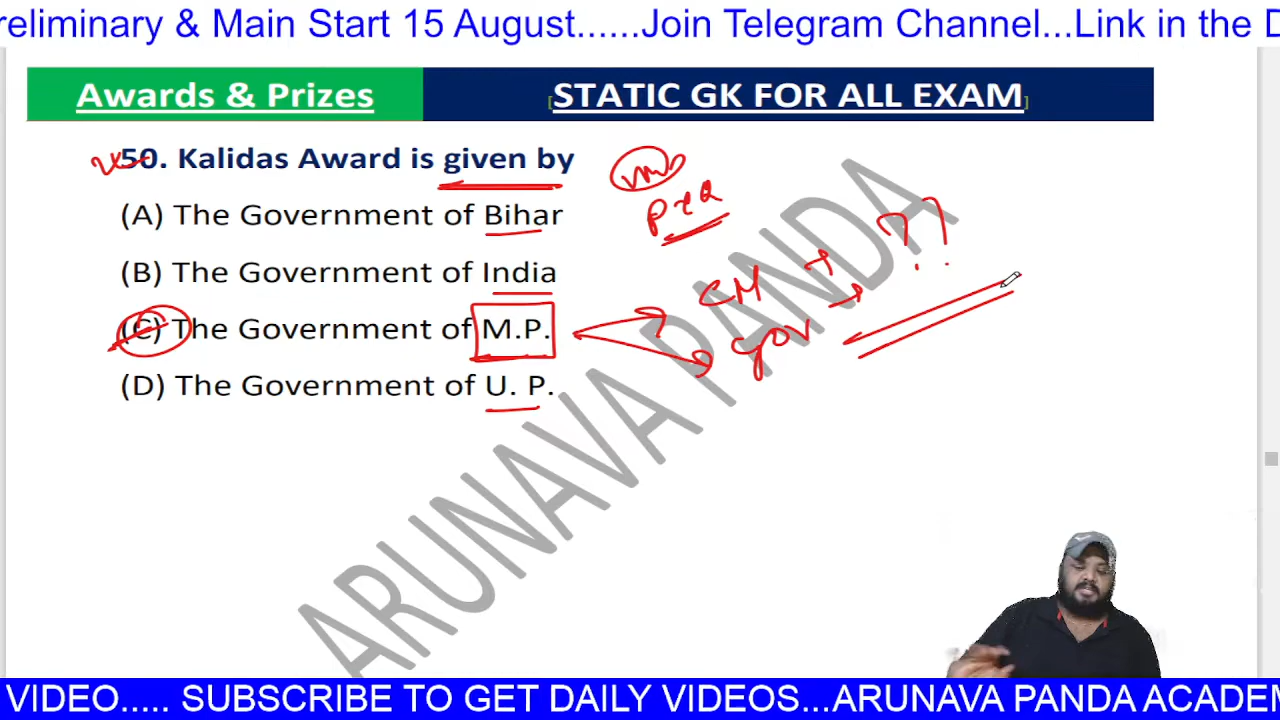 reliminary & Main Start 15 August......Join Telegram Channel...Link in the D
Awards & Prizes
[STATIC GK FOR ALL EXAM]
50. Kalidas Award is given by
(A) The Government of Bihar
(B) The Government of India
(C) The Government of M.P.
(D) The Government of U. P.
CM → ??
Gov →
ARUNAVA PANDA
VIDEO..... SUBSCRIBE TO GET DAILY VIDEOS...ARUNAVA PANDA ACADEM